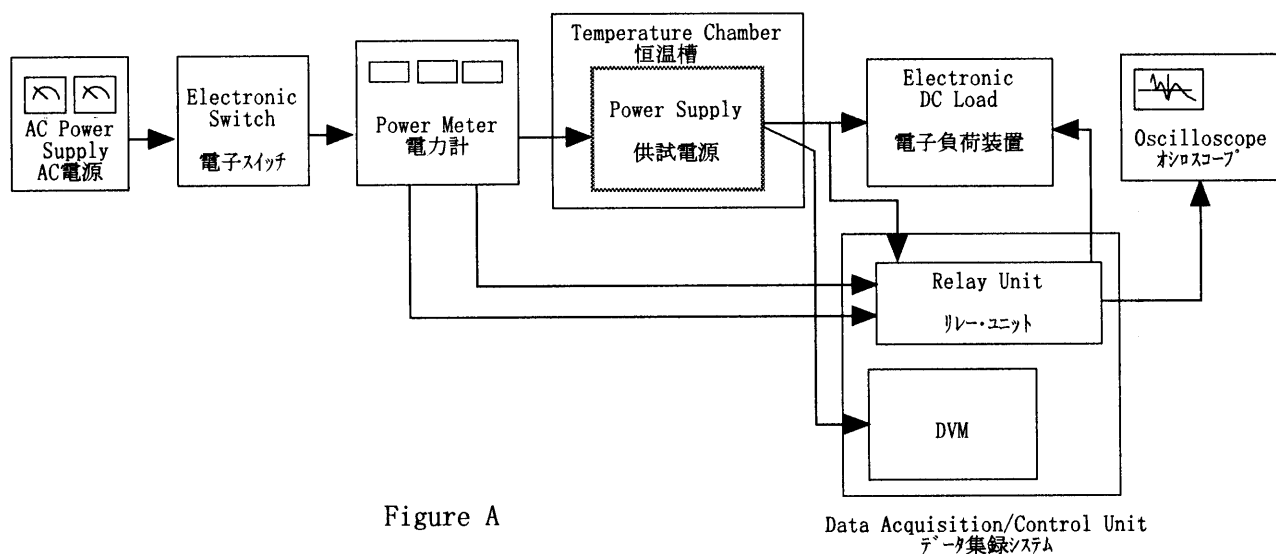 AC Power
Supply
AC電源
Electronic
Switch
電子スイッチ
Power Meter
電力計
Temperature Chamber
恒温槽
Power Supply
供試電源
Electronic
DC Load
電子負荷装置
Oscilloscope
オシロスコープ
Relay Unit
リレー・ユニット
DVM
Data Acquisition/Control Unit
データ集録システム
Figure A